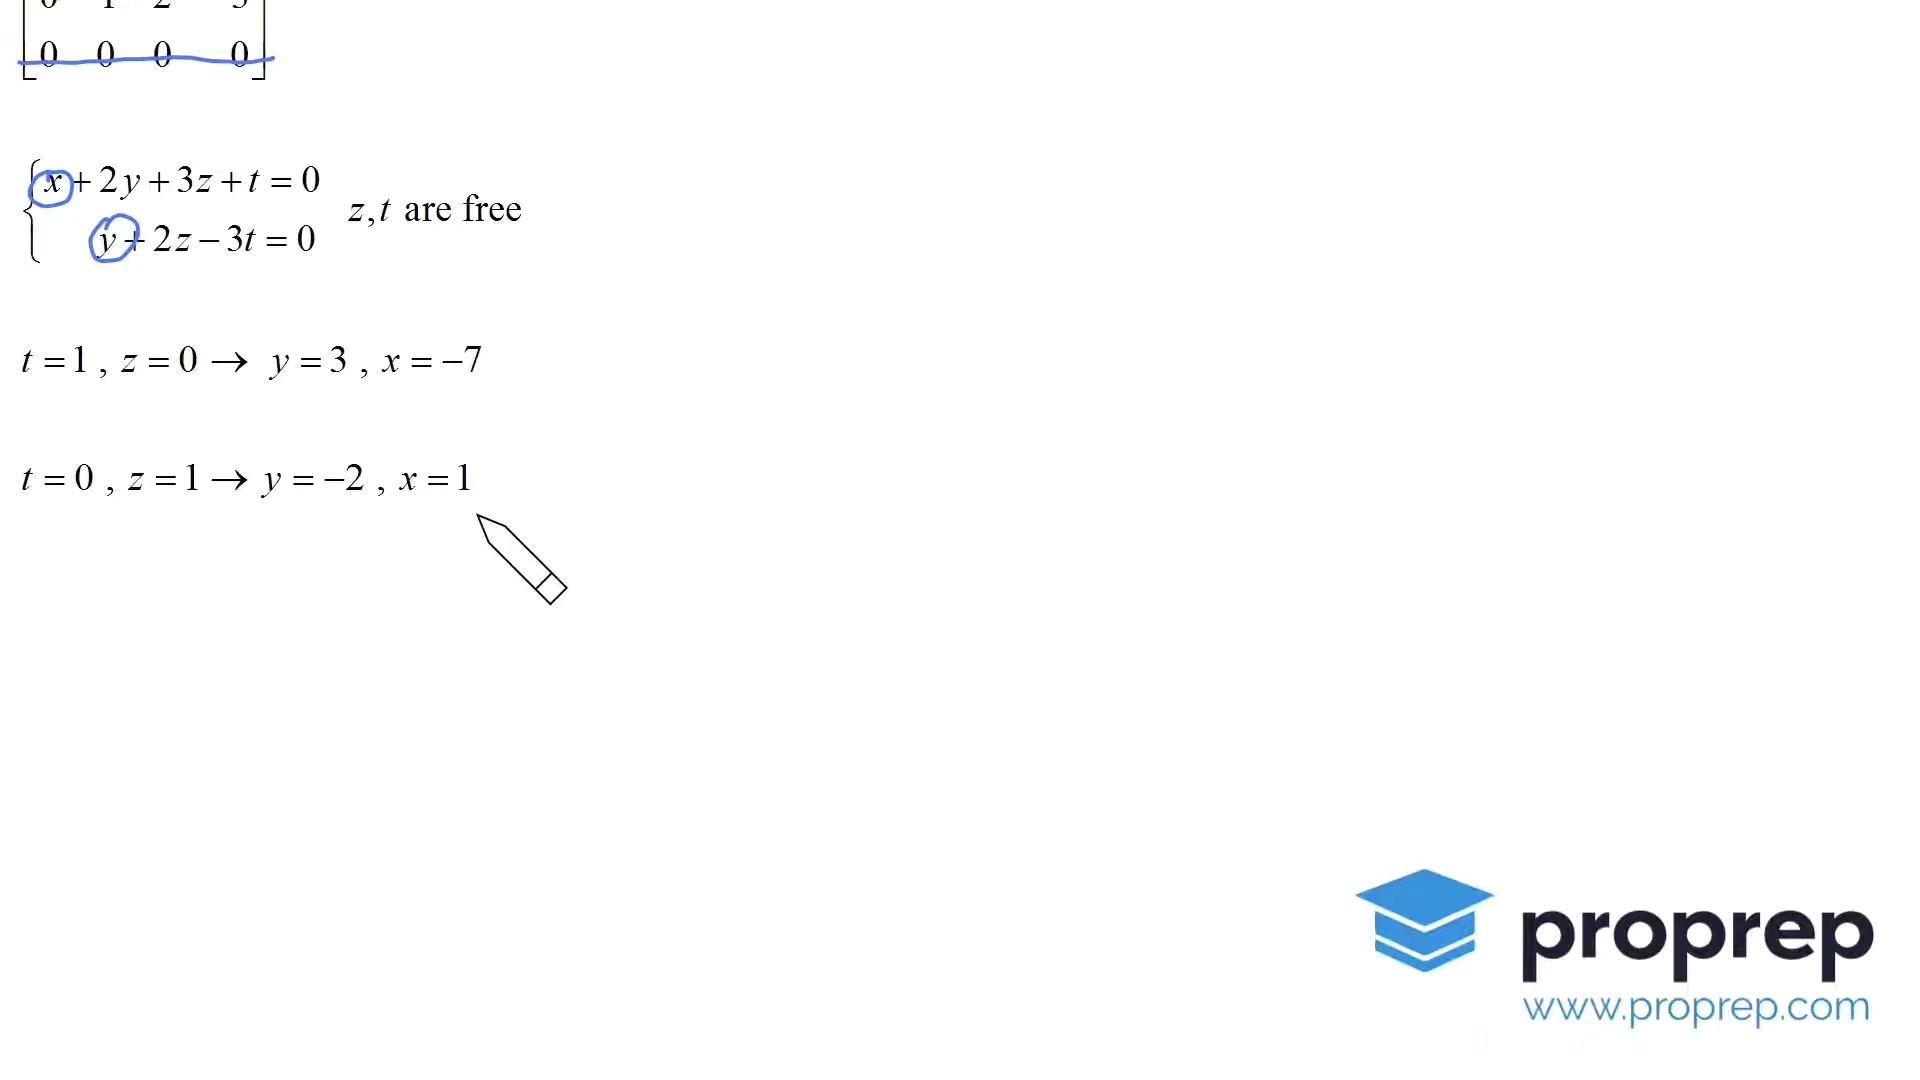 0 0 0 0
x + 2y + 3z + t = 0
y + 2z − 3t = 0
z, t are free
t = 1 , z = 0 → y = 3 , x = −7
t = 0 , z = 1 → y = −2 , x = 1
proprep
www.proprep.com